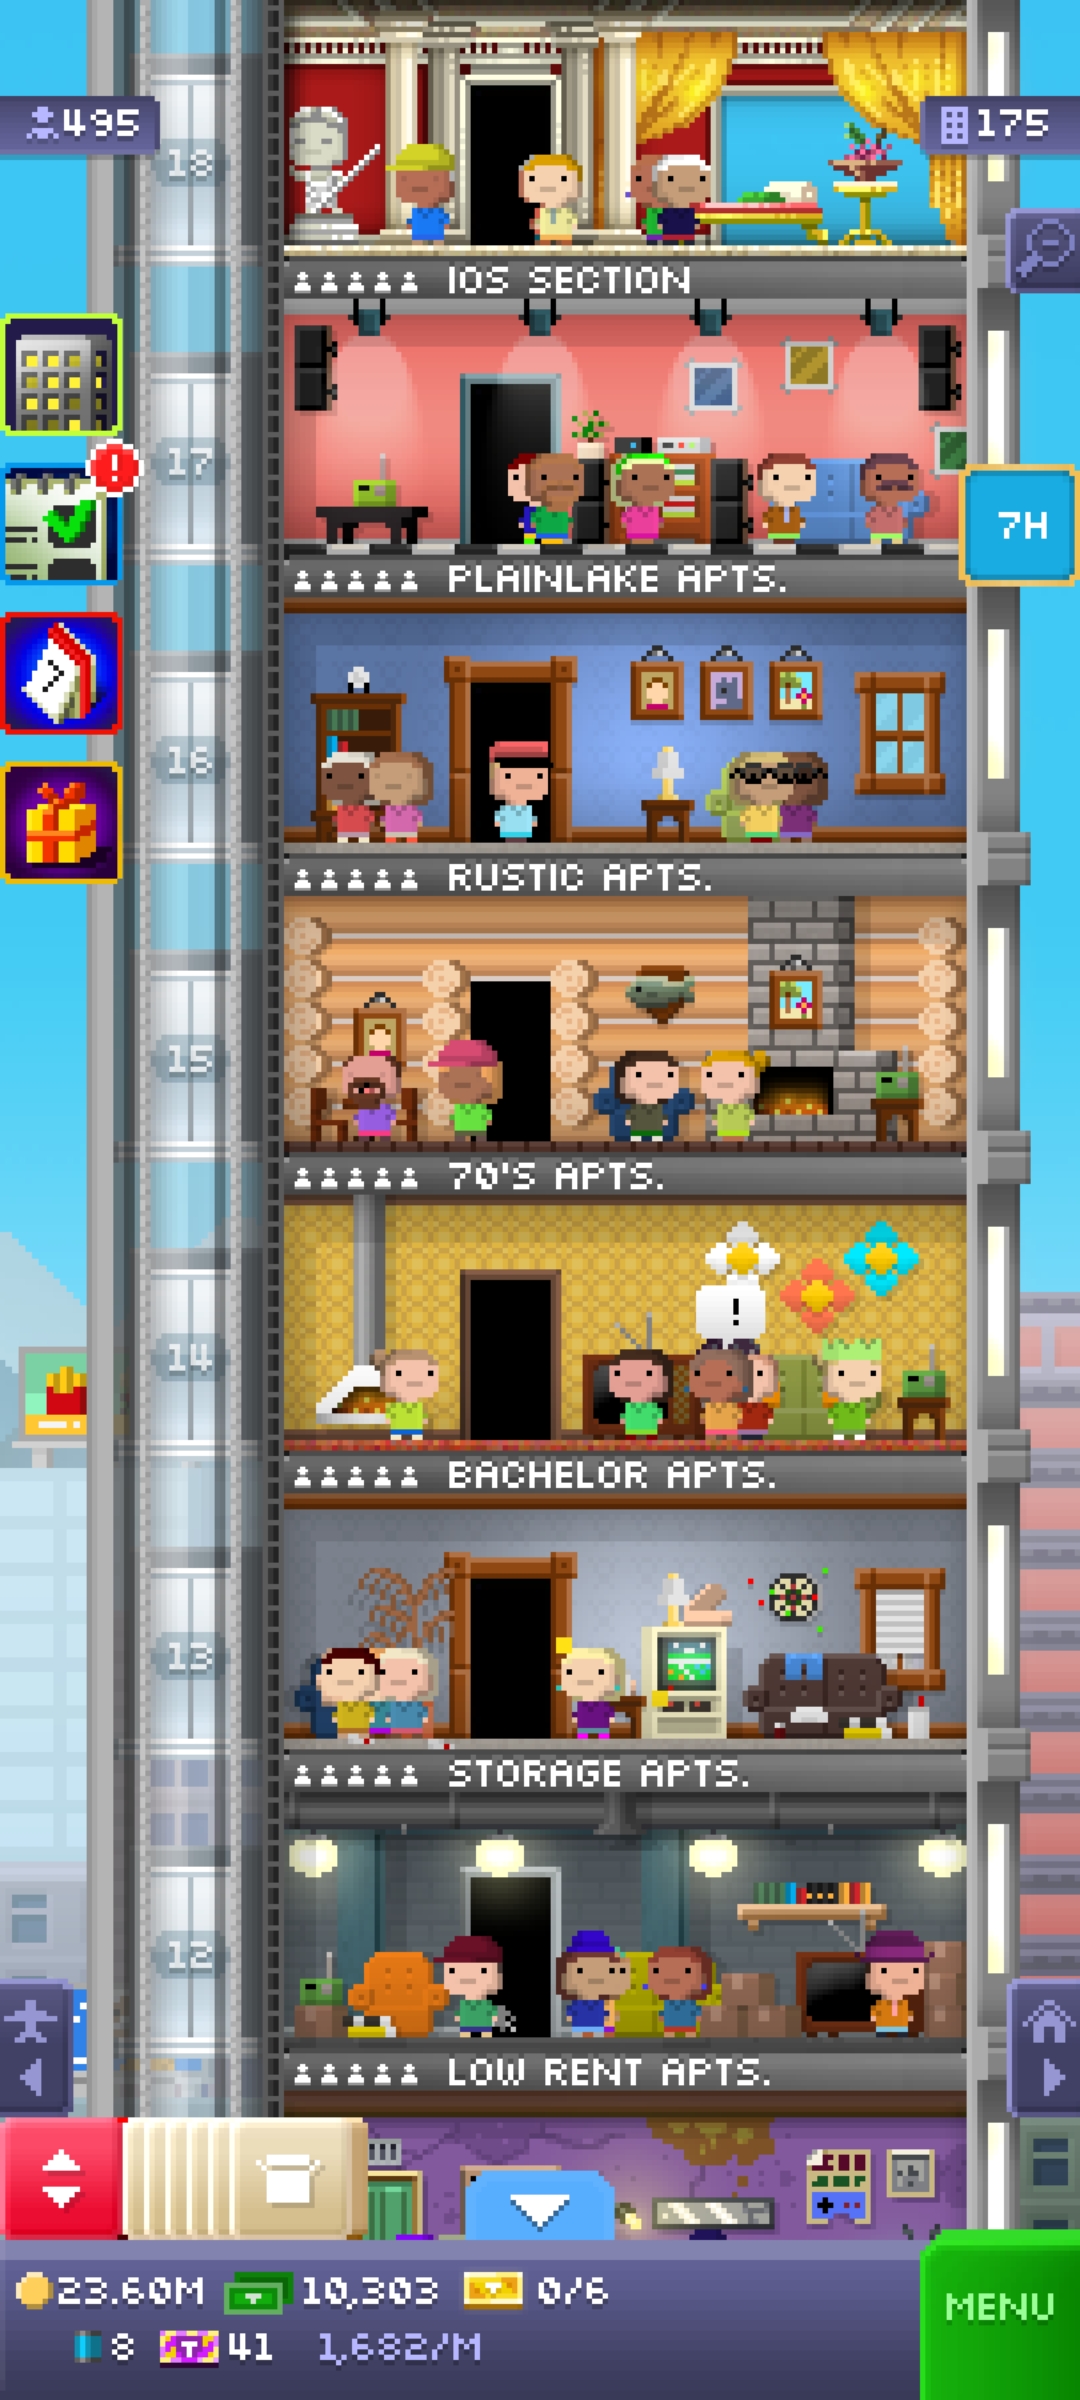 495
175
18
IOS SECTION
17
7H
PLAINLAKE APTS.
16
RUSTIC APTS.
15
70'S APTS.
14
!
BACHELOR APTS.
13
STORAGE APTS.
12
LOW RENT APTS.
23.60M 10,303 0/6
MENU
8 41 1,682/M